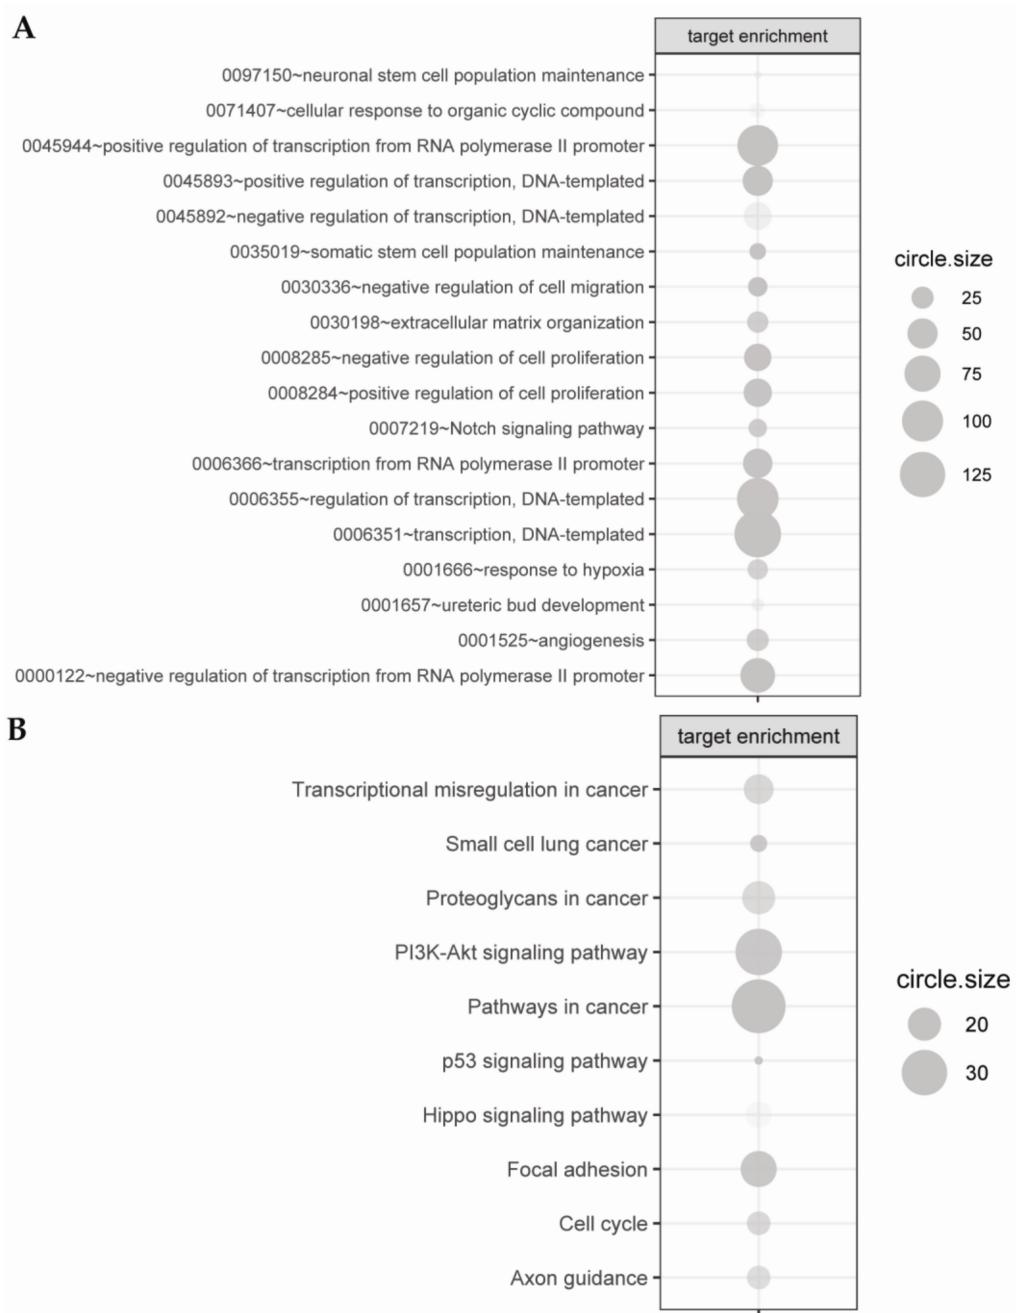 A
target enrichment
0097150~neuronal stem cell population maintenance
0071407~cellular response to organic cyclic compound
0045944~positive regulation of transcription from RNA polymerase II promoter
0045893~positive regulation of transcription, DNA-templated
0045892~negative regulation of transcription, DNA-templated
0035019~somatic stem cell population maintenance
0030336~negative regulation of cell migration
0030198~extracellular matrix organization
0008285~negative regulation of cell proliferation
0008284~positive regulation of cell proliferation
0007219~Notch signaling pathway
0006366~transcription from RNA polymerase II promoter
0006355~regulation of transcription, DNA-templated
0006351~transcription, DNA-templated
0001666~response to hypoxia
0001657~ureteric bud development
0001525~angiogenesis
0000122~negative regulation of transcription from RNA polymerase II promoter
circle.size
25
50
75
100
125
B
target enrichment
Transcriptional misregulation in cancer
Small cell lung cancer
Proteoglycans in cancer
PI3K-Akt signaling pathway
Pathways in cancer
p53 signaling pathway
Hippo signaling pathway
Focal adhesion
Cell cycle
Axon guidance
circle.size
20
30